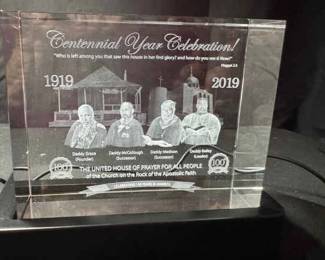 Centennial Year Celebration!
"Who is left among you that saw this house in her first glory? and how do you see it Now?"
Haggai 2:3
1919
2019
Daddy Grace
(Founder)
Daddy McCollough
(Successor)
Daddy Madison
(Successor)
Daddy Bailey
(Leader)
100
THE UNITED HOUSE OF PRAYER FOR ALL PEOPLE
of the Church on the Rock of the Apostolic Faith
100